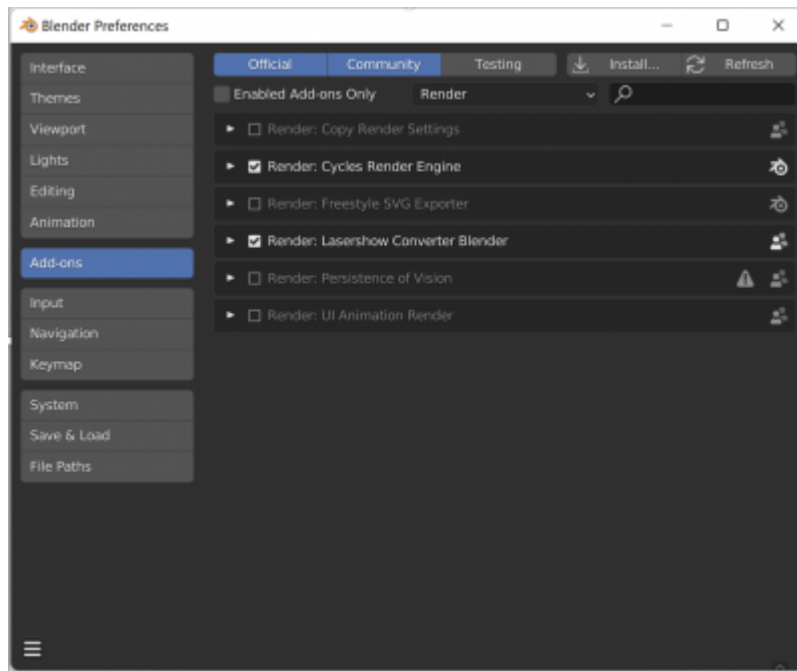 Blender Preferences
Interface
Themes
Viewport
Lights
Editing
Animation
Add-ons
Input
Navigation
Keymap
System
Save & Load
File Paths
Official Community Testing Install... Refresh
Enabled Add-ons Only Render
Render: Copy Render Settings
Render: Cycles Render Engine
Render: Freestyle SVG Exporter
Render: Lasershow Converter Blender
Render: Persistence of Vision
Render: UI Animation Render